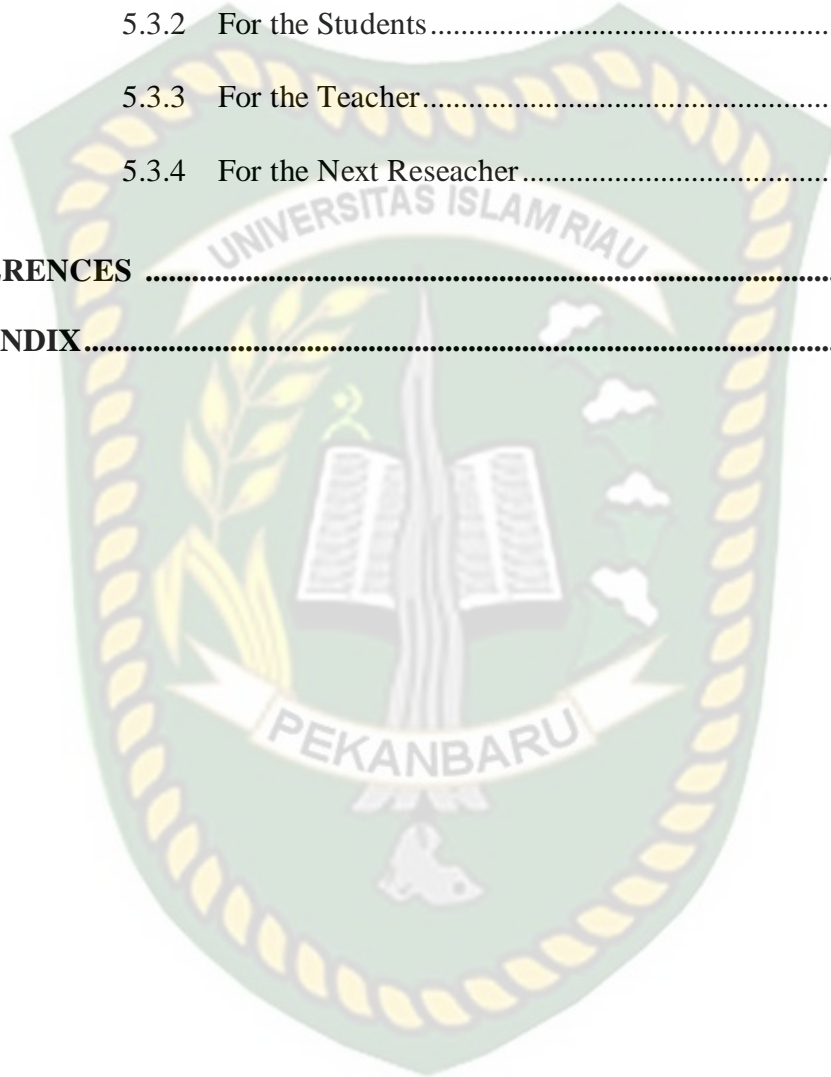 5.3.2 For the Students................................................
5.3.3 For the Teacher.................................................
5.3.4 For the Next Reseacher.....................................
UNIVERSITAS ISLAM RIAU
ERENCES ..........................................................................................
NDIX..................................................................................................
PEKANBARU